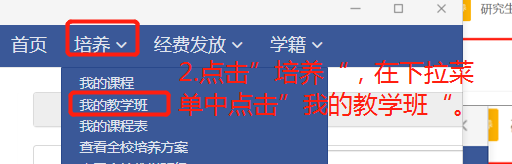 研究生
首页 培养 经费发放 学籍
我的课程
我的教学班
我的课程表
查看全校培养方案
2.点击”培养“，在下拉菜
单中点击”我的教学班“。